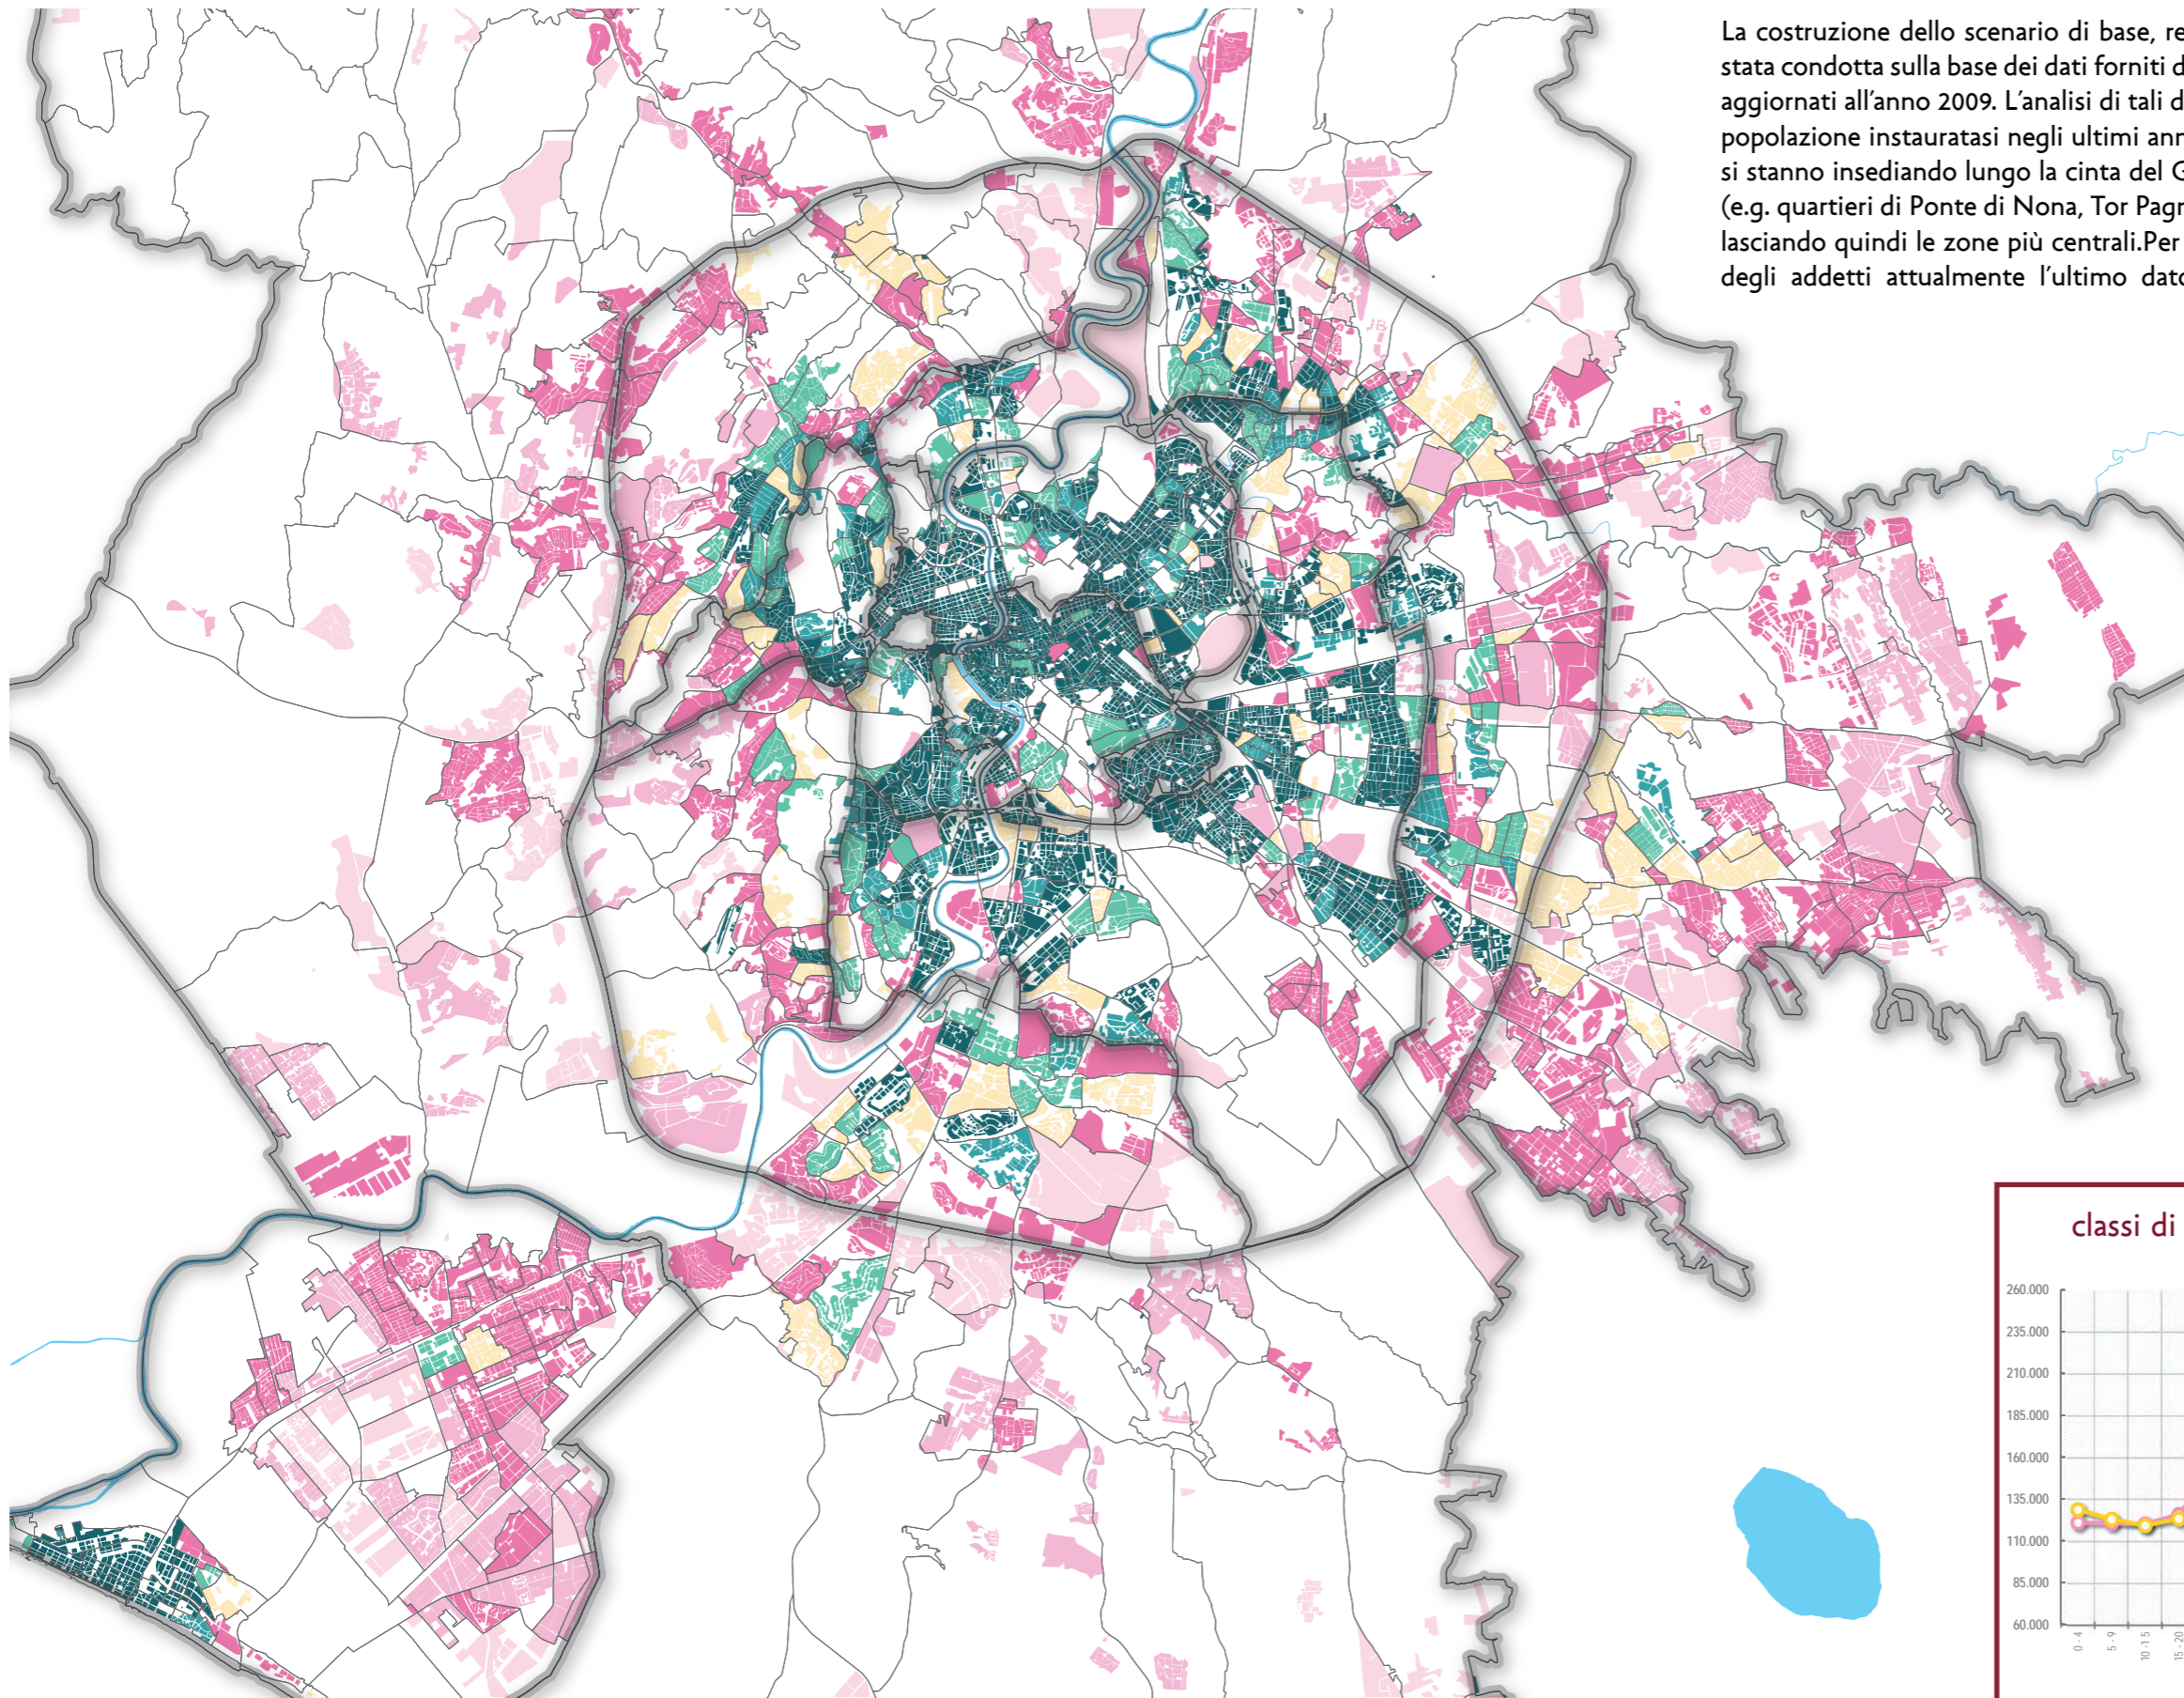 La costruzione dello scenario di base, re
stata condotta sulla base dei dati forniti d
aggiornati all'anno 2009. L'analisi di tali d
popolazione instauratasi negli ultimi ann
si stanno insediando lungo la cinta del G
(e.g. quartieri di Ponte di Nona, Tor Pagn
lasciando quindi le zone più centrali.Per
degli addetti attualmente l'ultimo dato
classi di
260.000
235.000
210.000
185.000
160.000
135.000
110.000
85.000
60.000
0 - 4
5 - 9
10 -1 5
15 - 20